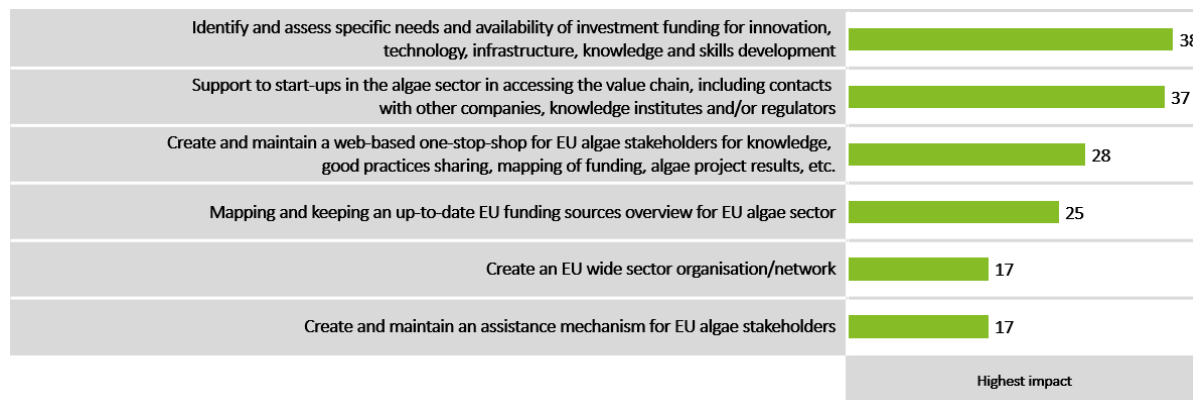 Identify and assess specific needs and availability of investment funding for innovation,
technology, infrastructure, knowledge and skills development
38
Support to start-ups in the algae sector in accessing the value chain, including contacts
with other companies, knowledge institutes and/or regulators
37
Create and maintain a web-based one-stop-shop for EU algae stakeholders for knowledge,
good practices sharing, mapping of funding, algae project results, etc.
28
Mapping and keeping an up-to-date EU funding sources overview for EU algae sector
25
Create an EU wide sector organisation/network
17
Create and maintain an assistance mechanism for EU algae stakeholders
17
Highest impact